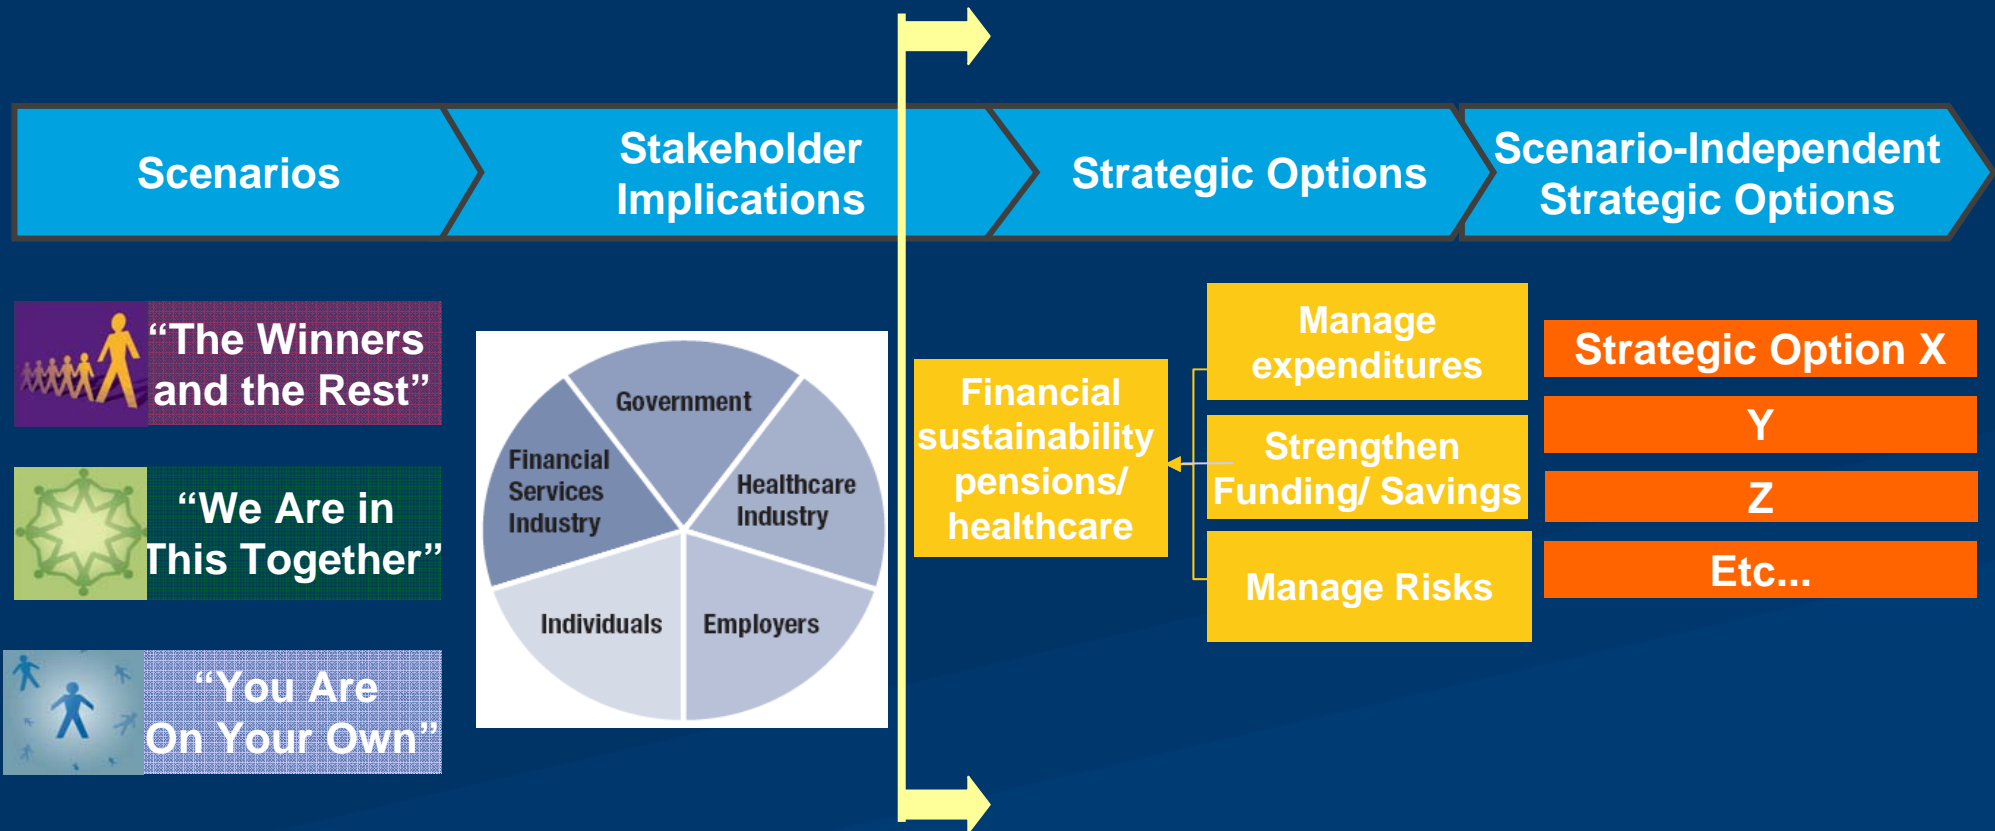 Scenarios
Stakeholder
Implications
Strategic Options
Scenario-Independent
Strategic Options
“The Winners
and the Rest”
“We Are in
This Together”
“You Are
On Your Own”
Government
Financial
Services
Industry
Healthcare
Industry
Individuals
Employers
Financial
sustainability
pensions/
healthcare
Manage
expenditures
Strengthen
Funding/ Savings
Manage Risks
Strategic Option X
Y
Z
Etc...